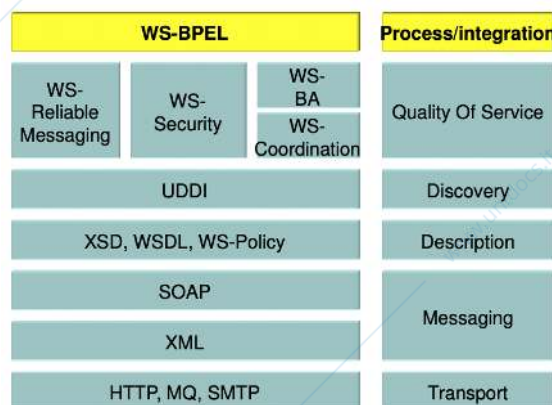 WS-BPEL
Process/integration
WS-
Reliable
Messaging
WS-
Security
WS-
BA
WS-
Coordination
Quality Of Service
UDDI
Discovery
XSD, WSDL, WS-Policy
Description
SOAP
XML
Messaging
HTTP, MQ, SMTP
Transport